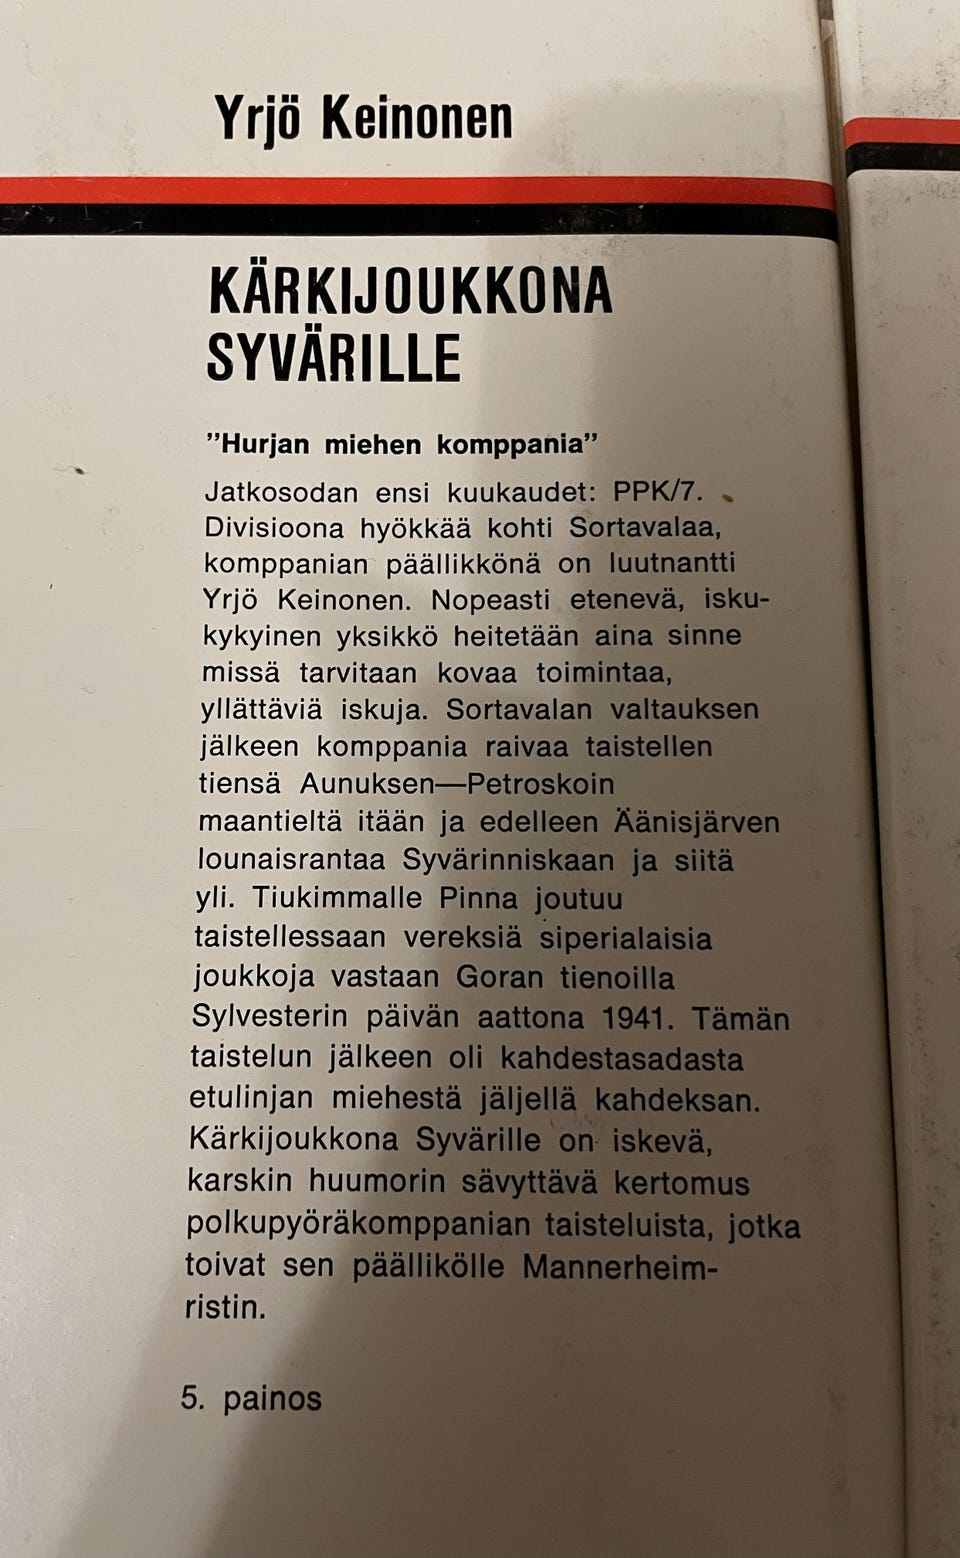 Yrjö Keinonen
KÄRKIJOUKKONA
SYVÄRILLE
”Hurjan miehen komppania”
Jatkosodan ensi kuukaudet: PPK/7.
Divisioona hyökkää kohti Sortavalaa,
komppanian päällikkönä on luutnantti
Yrjö Keinonen. Nopeasti etenevä, isku-
kykyinen yksikkö heitetään aina sinne
missä tarvitaan kovaa toimintaa,
yllättäviä iskuja. Sortavalan valtauksen
jälkeen komppania raivaa taistellen
tiensä Aunuksen—Petroskoin
maantieltä itään ja edelleen Äänisjärven
lounaisrantaa Syvärinniskaan ja siitä
yli. Tiukimmalle Pinna joutuu
taistellessaan vereksiä siperialaisia
joukkoja vastaan Goran tienoilla
Sylvesterin päivän aattona 1941. Tämän
taistelun jälkeen oli kahdestasadasta
etulinjan miehestä jäljellä kahdeksan.
Kärkijoukkona Syvärille on iskevä,
karskin huumorin sävyttävä kertomus
polkupyöräkomppanian taisteluista, jotka
toivat sen päällikölle Mannerheim-
ristin.
5. painos